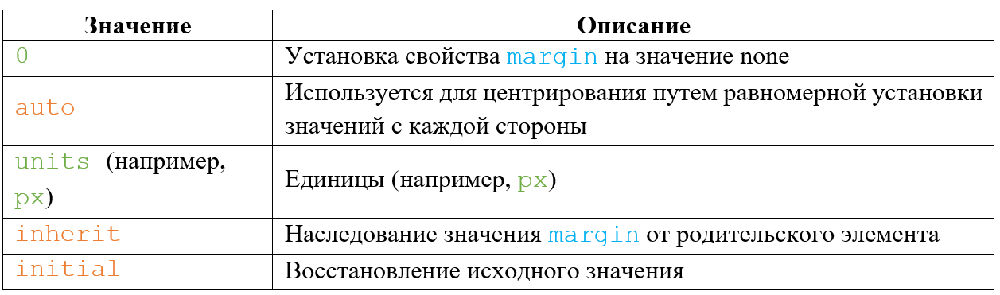 Значение Описание
0 Установка свойства margin на значение none
auto Используется для центрирования путем равномерной установки
значений с каждой стороны
units (например,
px) Единицы (например, px)
inherit Наследование значения margin от родительского элемента
initial Восстановление исходного значения